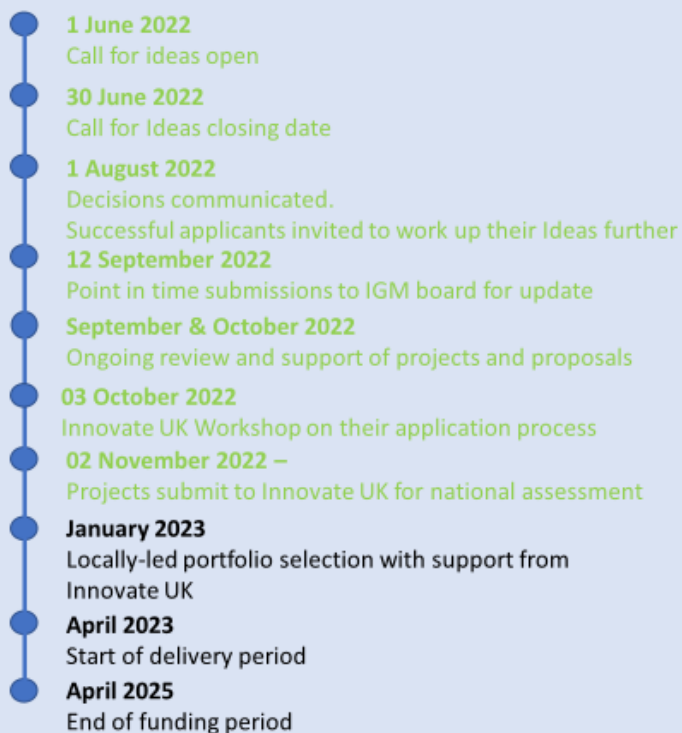 1 June 2022
Call for ideas open
30 June 2022
Call for Ideas closing date
1 August 2022
Decisions communicated.
Successful applicants invited to work up their Ideas further
12 September 2022
Point in time submissions to IGM board for update
September & October 2022
Ongoing review and support of projects and proposals
03 October 2022
Innovate UK Workshop on their application process
02 November 2022 –
Projects submit to Innovate UK for national assessment
January 2023
Locally-led portfolio selection with support from
Innovate UK
April 2023
Start of delivery period
April 2025
End of funding period